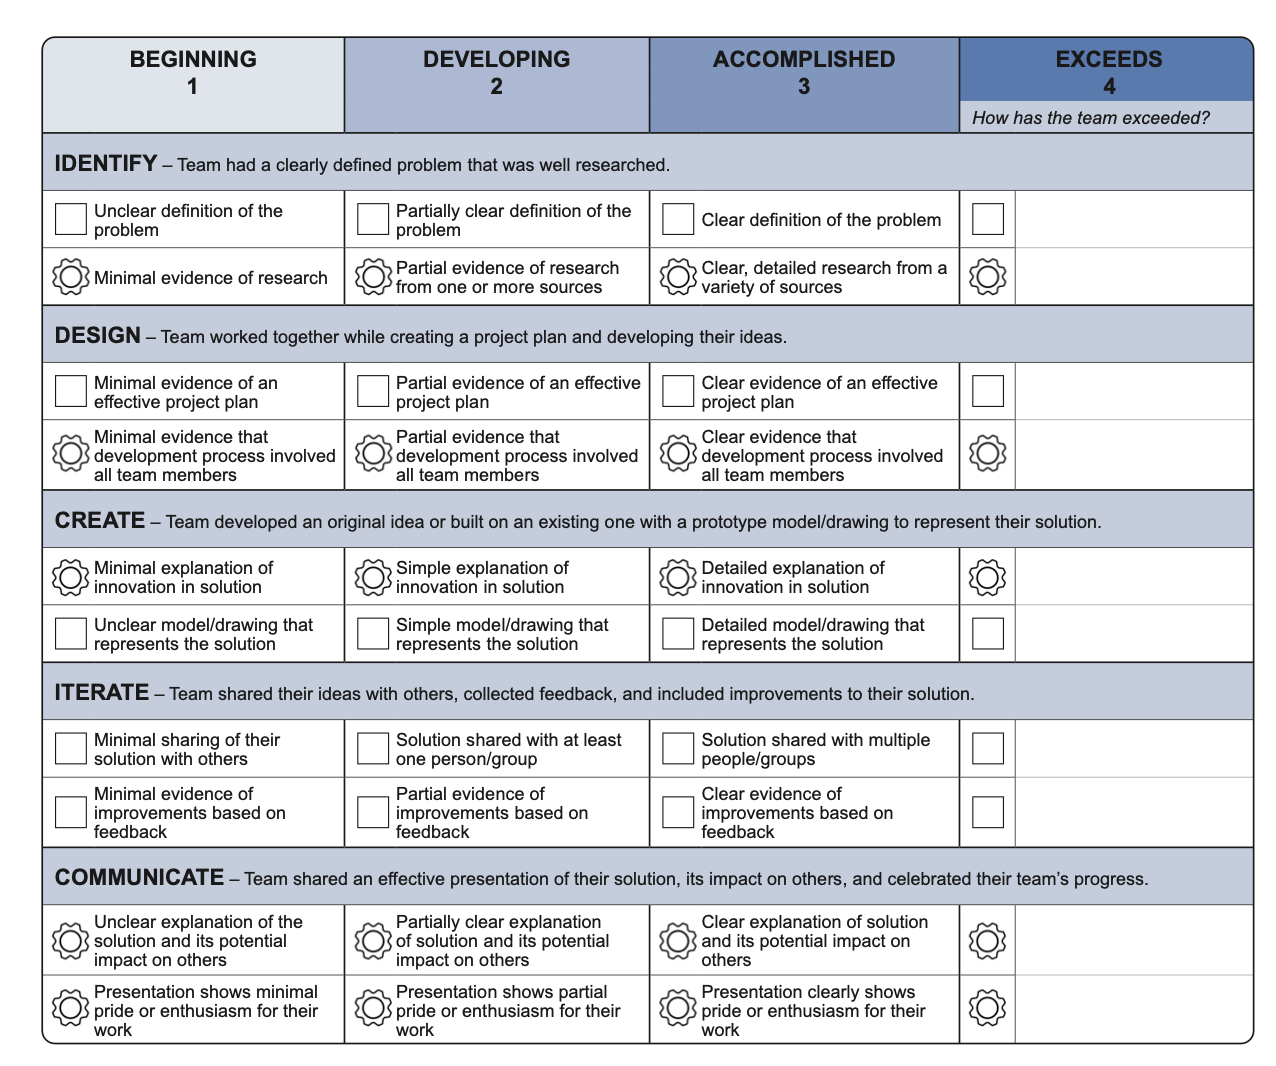 BEGINNING
1
DEVELOPING
2
ACCOMPLISHED
3
EXCEEDS
4
How has the team exceeded?
IDENTIFY – Team had a clearly defined problem that was well researched.
Unclear definition of the
problem
Partially clear definition of the
problem
Clear definition of the problem
Minimal evidence of research
Partial evidence of research
from one or more sources
Clear, detailed research from a
variety of sources
DESIGN – Team worked together while creating a project plan and developing their ideas.
Minimal evidence of an
effective project plan
Partial evidence of an effective
project plan
Clear evidence of an effective
project plan
Minimal evidence that
development process involved
all team members
Partial evidence that
development process involved
all team members
Clear evidence that
development process involved
all team members
CREATE – Team developed an original idea or built on an existing one with a prototype model/drawing to represent their solution.
Minimal explanation of
innovation in solution
Simple explanation of
innovation in solution
Detailed explanation of
innovation in solution
Unclear model/drawing that
represents the solution
Simple model/drawing that
represents the solution
Detailed model/drawing that
represents the solution
ITERATE – Team shared their ideas with others, collected feedback, and included improvements to their solution.
Minimal sharing of their
solution with others
Solution shared with at least
one person/group
Solution shared with multiple
people/groups
Minimal evidence of
improvements based on
feedback
Partial evidence of
improvements based on
feedback
Clear evidence of
improvements based on
feedback
COMMUNICATE – Team shared an effective presentation of their solution, its impact on others, and celebrated their team’s progress.
Unclear explanation of the
solution and its potential
impact on others
Partially clear explanation
of solution and its potential
impact on others
Clear explanation of solution
and its potential impact on
others
Presentation shows minimal
pride or enthusiasm for their
work
Presentation shows partial
pride or enthusiasm for their
work
Presentation clearly shows
pride or enthusiasm for their
work